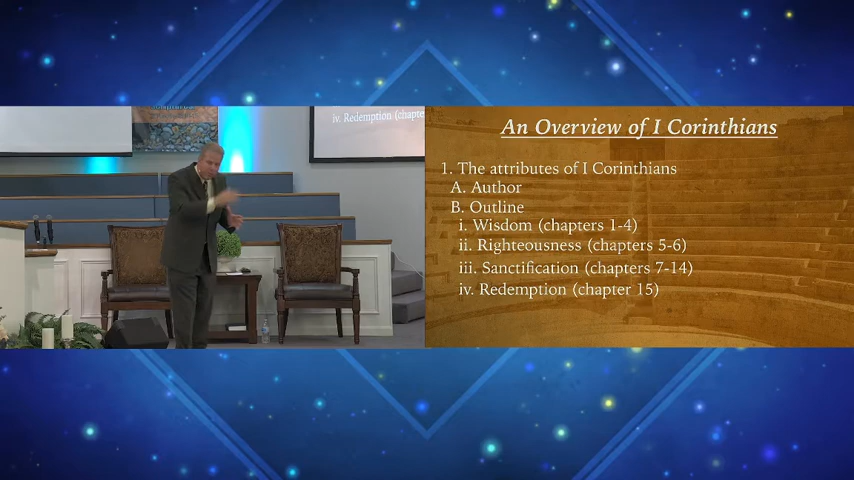 iv. Redemption (chapte
An Overview of I Corinthians
1. The attributes of I Corinthians
A. Author
B. Outline
i. Wisdom (chapters 1-4)
ii. Righteousness (chapters 5-6)
iii. Sanctification (chapters 7-14)
iv. Redemption (chapter 15)